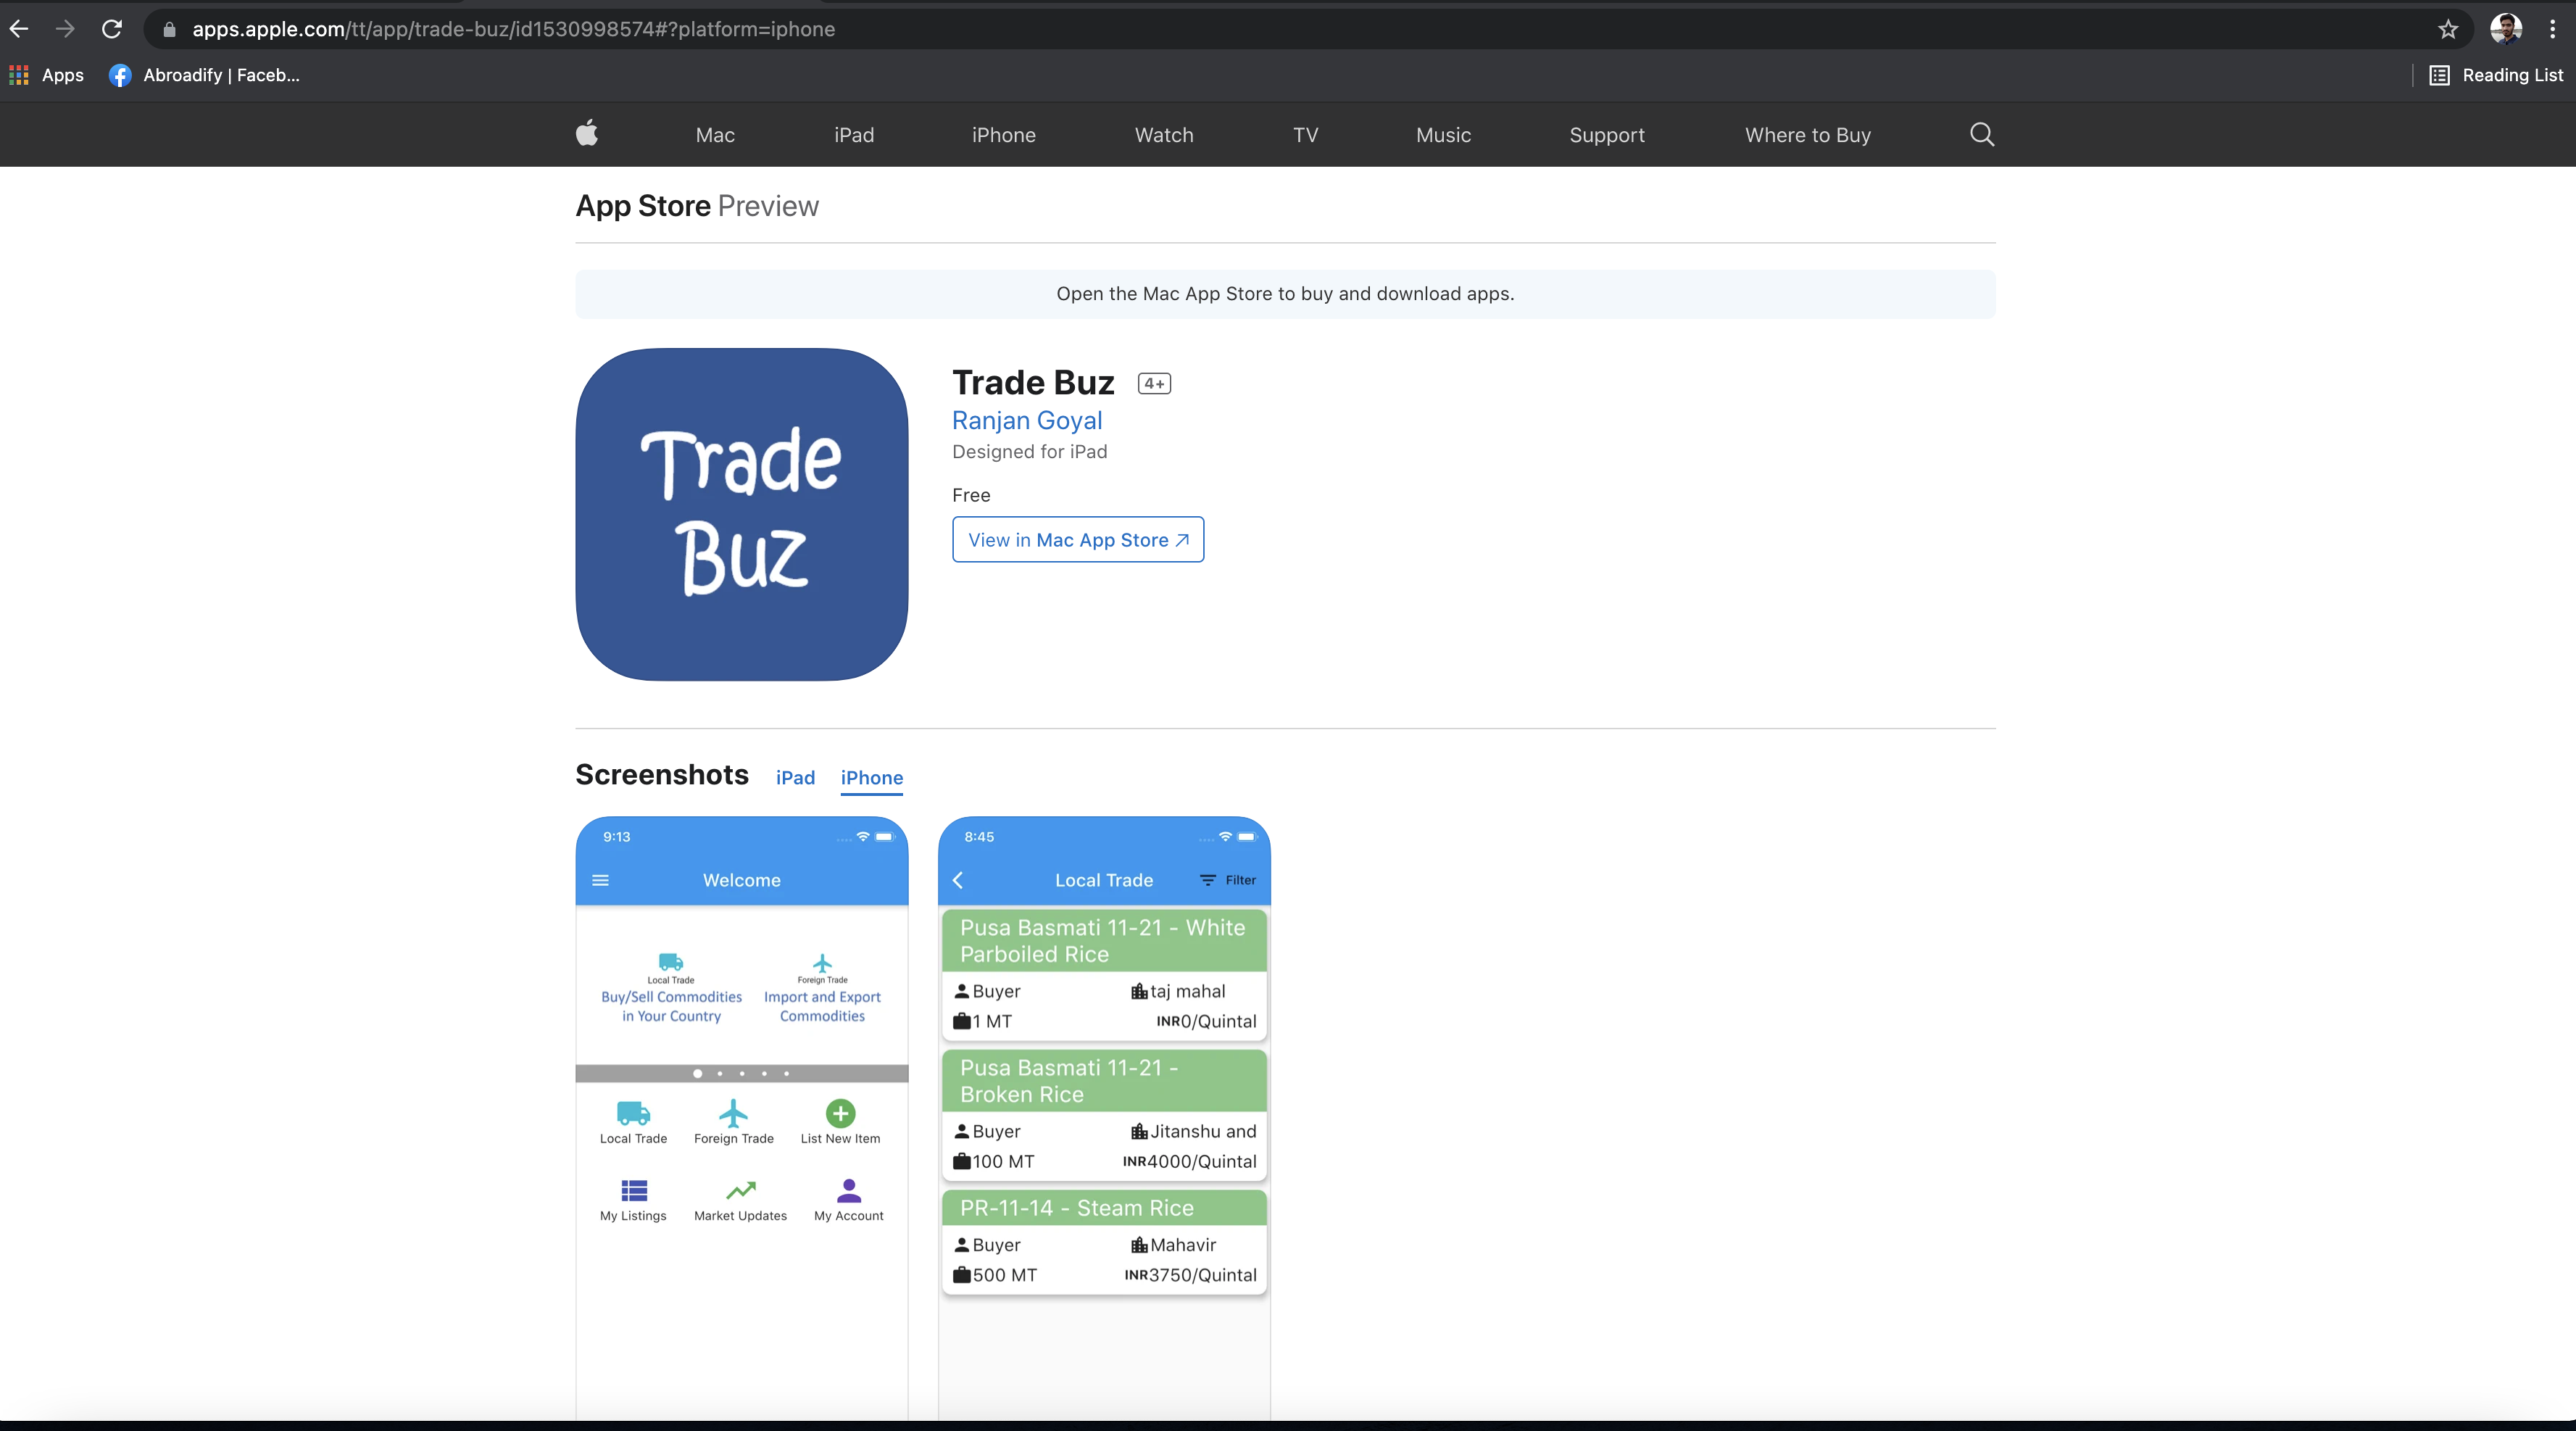 apps.apple.com/tt/app/trade-buz/id1530998574#?platform=iphone
Apps
Abroadify | Faceb...
Reading List
Mac
iPad
iPhone
Watch
TV
Music
Support
Where to Buy
App Store Preview
Open the Mac App Store to buy and download apps.
Trade
Buz
Trade Buz 4+
Ranjan Goyal
Designed for iPad
Free
View in Mac App Store
Screenshots iPad iPhone
9:13
Welcome
Local Trade
Buy/Sell Commodities
in Your Country
Foreign Trade
Import and Export
Commodities
Local Trade
Foreign Trade
List New Item
My Listings
Market Updates
My Account
8:45
Local Trade
Filter
Pusa Basmati 11-21 - White
Parboiled Rice
Buyer
taj mahal
1 MT
INR0/Quintal
Pusa Basmati 11-21 -
Broken Rice
Buyer
Jitanshu and
100 MT
INR4000/Quintal
PR-11-14 - Steam Rice
Buyer
Mahavir
500 MT
INR3750/Quintal